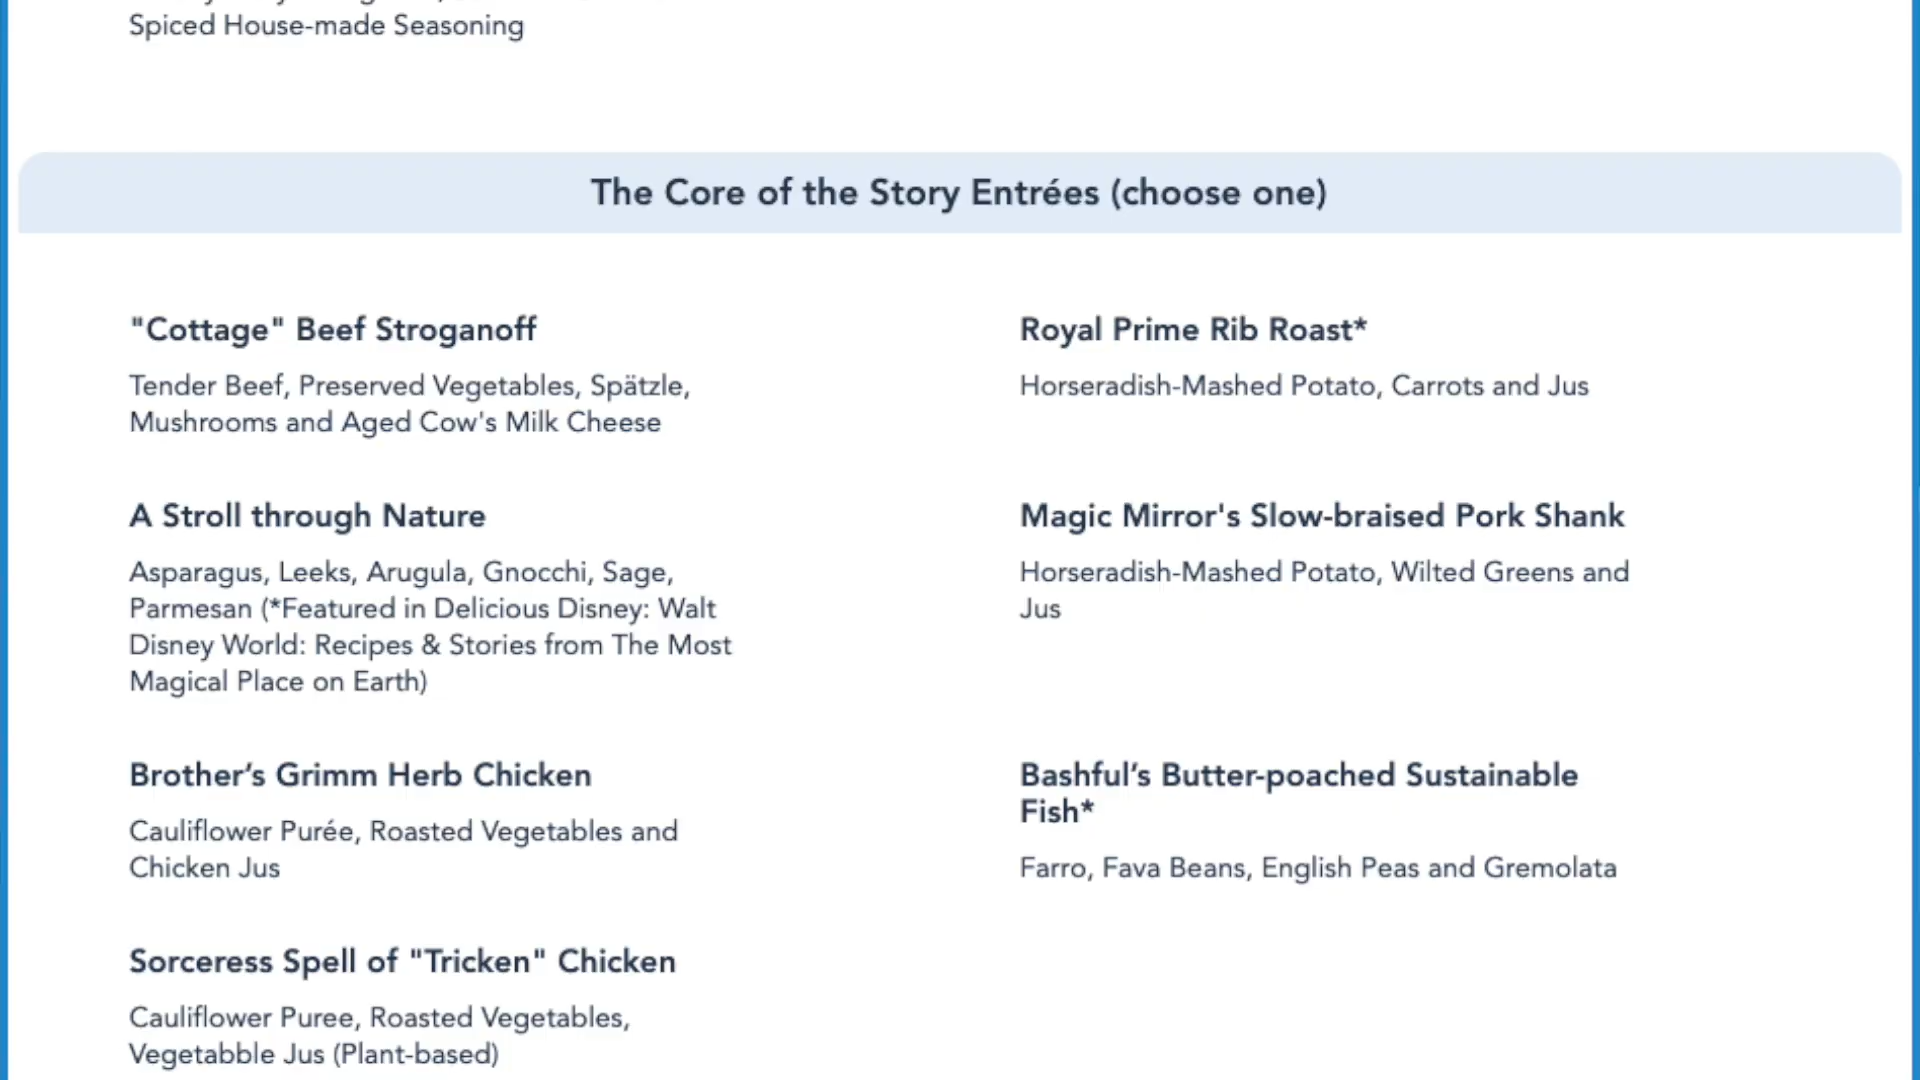 Spiced House-made Seasoning
The Core of the Story Entrées (choose one)
"Cottage" Beef Stroganoff
Tender Beef, Preserved Vegetables, Spätzle,
Mushrooms and Aged Cow's Milk Cheese
Royal Prime Rib Roast*
Horseradish-Mashed Potato, Carrots and Jus
A Stroll through Nature
Asparagus, Leeks, Arugula, Gnocchi, Sage,
Parmesan (*Featured in Delicious Disney: Walt
Disney World: Recipes & Stories from The Most
Magical Place on Earth)
Magic Mirror's Slow-braised Pork Shank
Horseradish-Mashed Potato, Wilted Greens and
Jus
Brother’s Grimm Herb Chicken
Cauliflower Purée, Roasted Vegetables and
Chicken Jus
Bashful’s Butter-poached Sustainable
Fish*
Farro, Fava Beans, English Peas and Gremolata
Sorceress Spell of "Tricken" Chicken
Cauliflower Puree, Roasted Vegetables,
Vegetabble Jus (Plant-based)